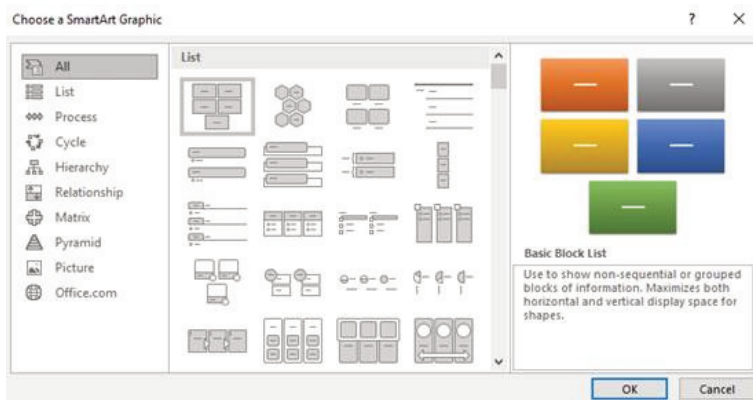 Choose a SmartArt Graphic
?
All
List
Process
Cycle
Hierarchy
Relationship
Matrix
Pyramid
Picture
Office.com
List
Basic Block List
Use to show non-sequential or grouped
blocks of information. Maximizes both
horizontal and vertical display space for
shapes.
OK
Cancel